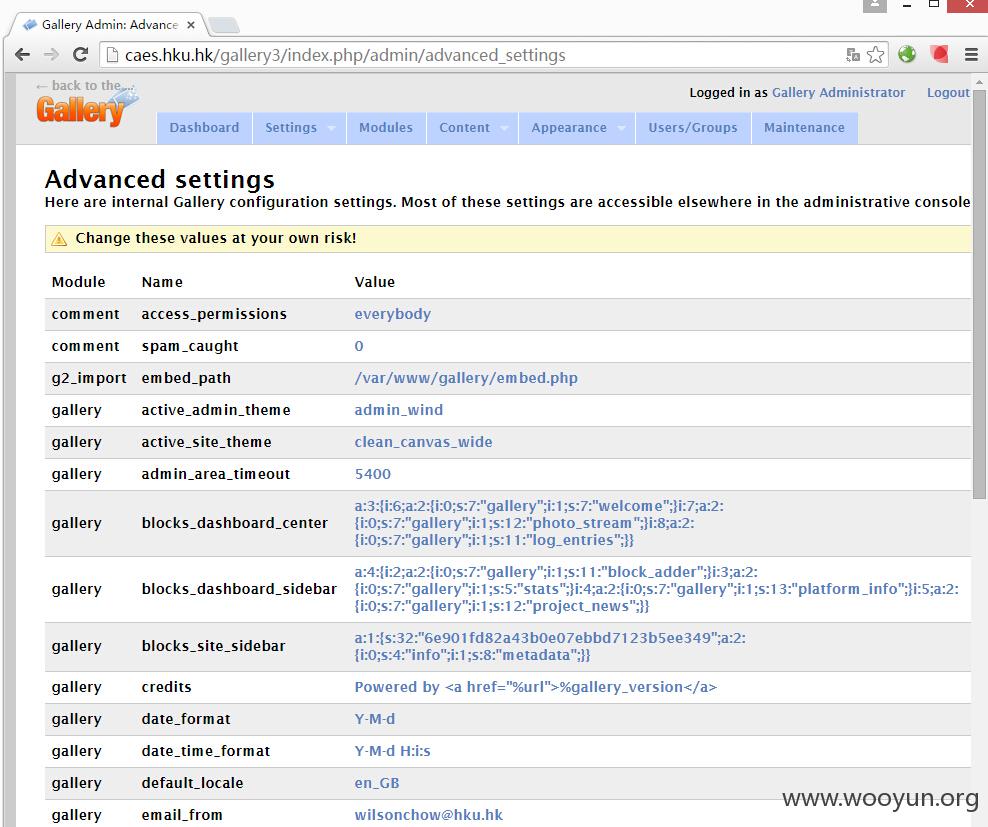 Gallery Admin: Advance
caes.hku.hk/gallery3/index.php/admin/advanced_settings
← back to the...
Gallery
Logged in as Gallery Administrator Logout
Dashboard Settings Modules Content Appearance Users/Groups Maintenance
Advanced settings
Here are internal Gallery configuration settings. Most of these settings are accessible elsewhere in the administrative console
Change these values at your own risk!
Module Name Value
comment access_permissions everybody
comment spam_caught 0
g2_import embed_path /var/www/gallery/embed.php
gallery active_admin_theme admin_wind
gallery active_site_theme clean_canvas_wide
gallery admin_area_timeout 5400
gallery blocks_dashboard_center a:3:{i:6;a:2:{i:0;s:7:"gallery";i:1;s:7:"welcome";}i:7;a:2:
{i:0;s:7:"gallery";i:1;s:12:"photo_stream";}i:8;a:2:
{i:0;s:7:"gallery";i:1;s:11:"log_entries";}}
gallery blocks_dashboard_sidebar a:4:{i:2;a:2:{i:0;s:7:"gallery";i:1;s:11:"block_adder";}i:3;a:2:
{i:0;s:7:"gallery";i:1;s:5:"stats";}i:4;a:2:{i:0;s:7:"gallery";i:1;s:13:"platform_info";}i:5;a:2:
{i:0;s:7:"gallery";i:1;s:12:"project_news";}}
gallery blocks_site_sidebar a:1:{s:32:"6e901fd82a43b0e07ebbd7123b5ee349";a:2:
{i:0;s:4:"info";i:1;s:8:"metadata";}}
gallery credits Powered by <a href="%url">%gallery_version</a>
gallery date_format Y-M-d
gallery date_time_format Y-M-d H:i:s
gallery default_locale en_GB
gallery email_from wilsonchow@hku.hk
www.wooyun.org